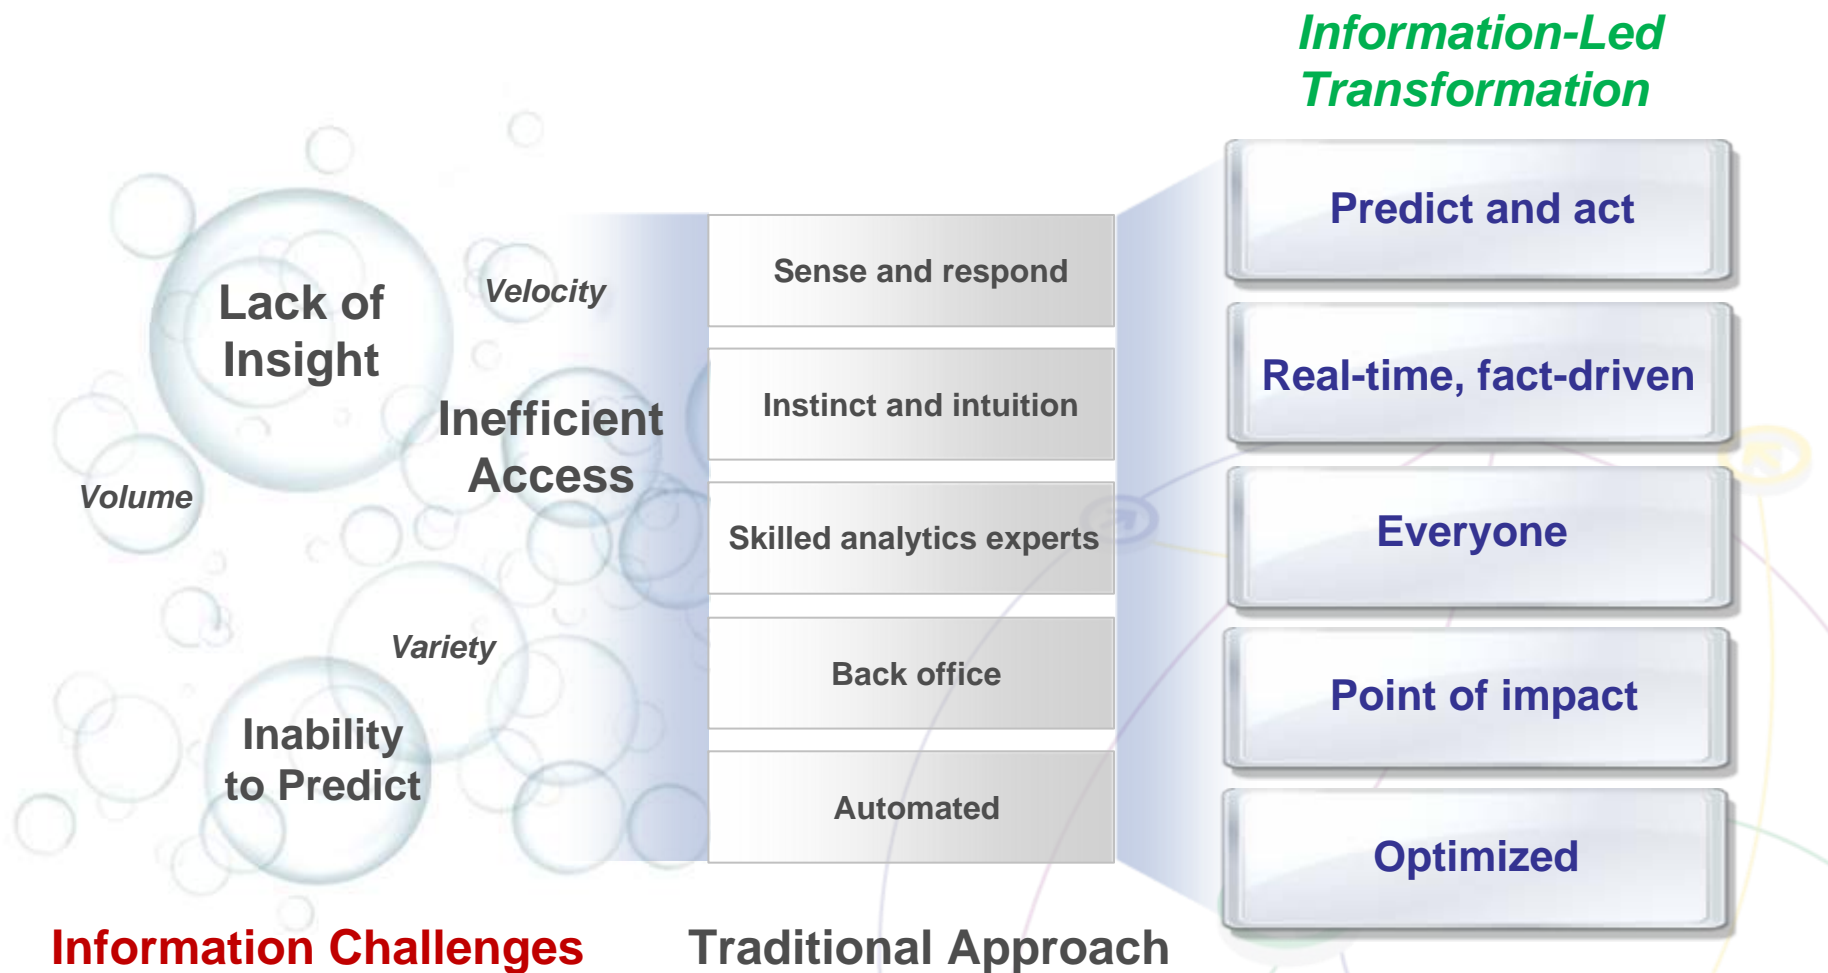 Information-Led
Transformation
Lack of
Insight
Velocity
Inefficient
Access
Volume
Variety
Inability
to Predict
Information Challenges
Sense and respond
Instinct and intuition
Skilled analytics experts
Back office
Automated
Traditional Approach
Predict and act
Real-time, fact-driven
Everyone
Point of impact
Optimized